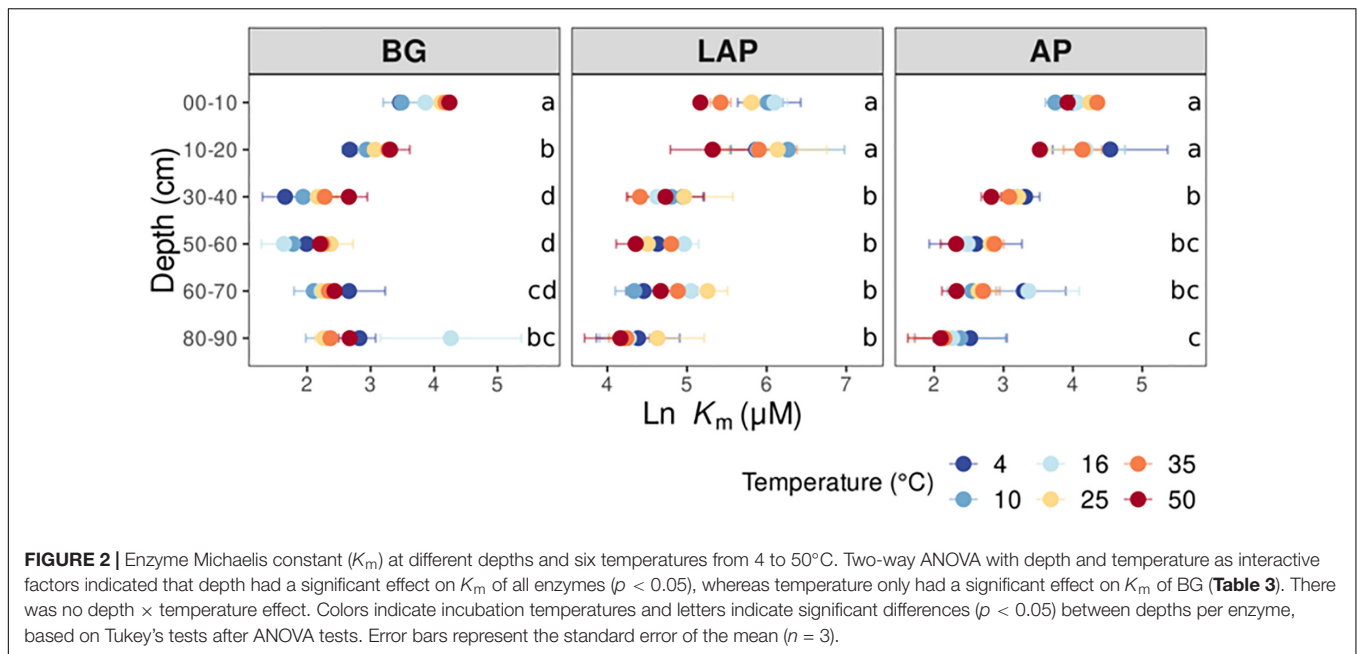 BG LAP AP
00-10 a a a
10-20 b a a
30-40 d b b
50-60 d b bc
60-70 cd b bc
80-90 bc b c
Depth (cm)
2 3 4 5 4 5 6 7 2 3 4 5
Ln Km (μM)
Temperature (°C) 4 16 35
10 25 50
FIGURE 2 | Enzyme Michaelis constant (Km) at different depths and six temperatures from 4 to 50°C. Two-way ANOVA with depth and temperature as interactive
factors indicated that depth had a significant effect on Km of all enzymes (p < 0.05), whereas temperature only had a significant effect on Km of BG (Table 3). There
was no depth × temperature effect. Colors indicate incubation temperatures and letters indicate significant differences (p < 0.05) between depths per enzyme,
based on Tukey's tests after ANOVA tests. Error bars represent the standard error of the mean (n = 3).